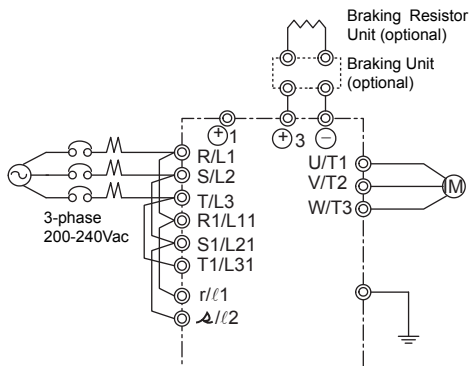 Braking Resistor
Unit (optional)
Braking Unit
(optional)
+1
+3
−
R/L1
S/L2
T/L3
R1/L11
S1/L21
T1/L31
r/ℓ1
𝓈/ℓ2
3-phase
200-240Vac
U/T1
V/T2
W/T3
M